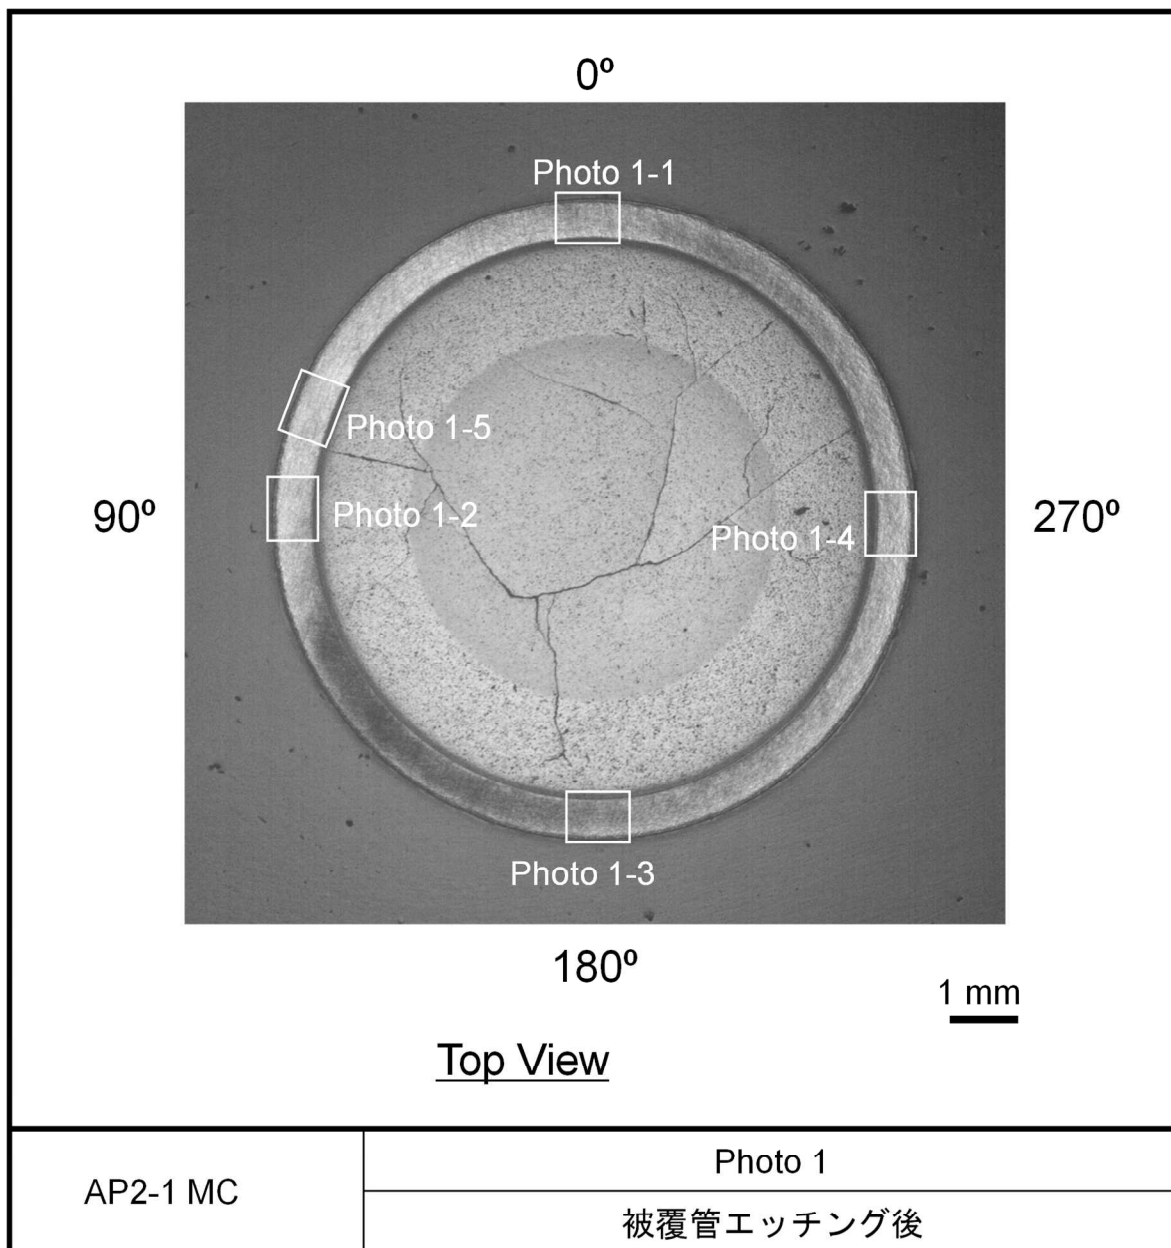 0º
Photo 1-1
Photo 1-5
90º
Photo 1-2
Photo 1-4
270º
Photo 1-3
180º
1 mm
Top View
AP2-1 MC
Photo 1
被覆管エッチング後